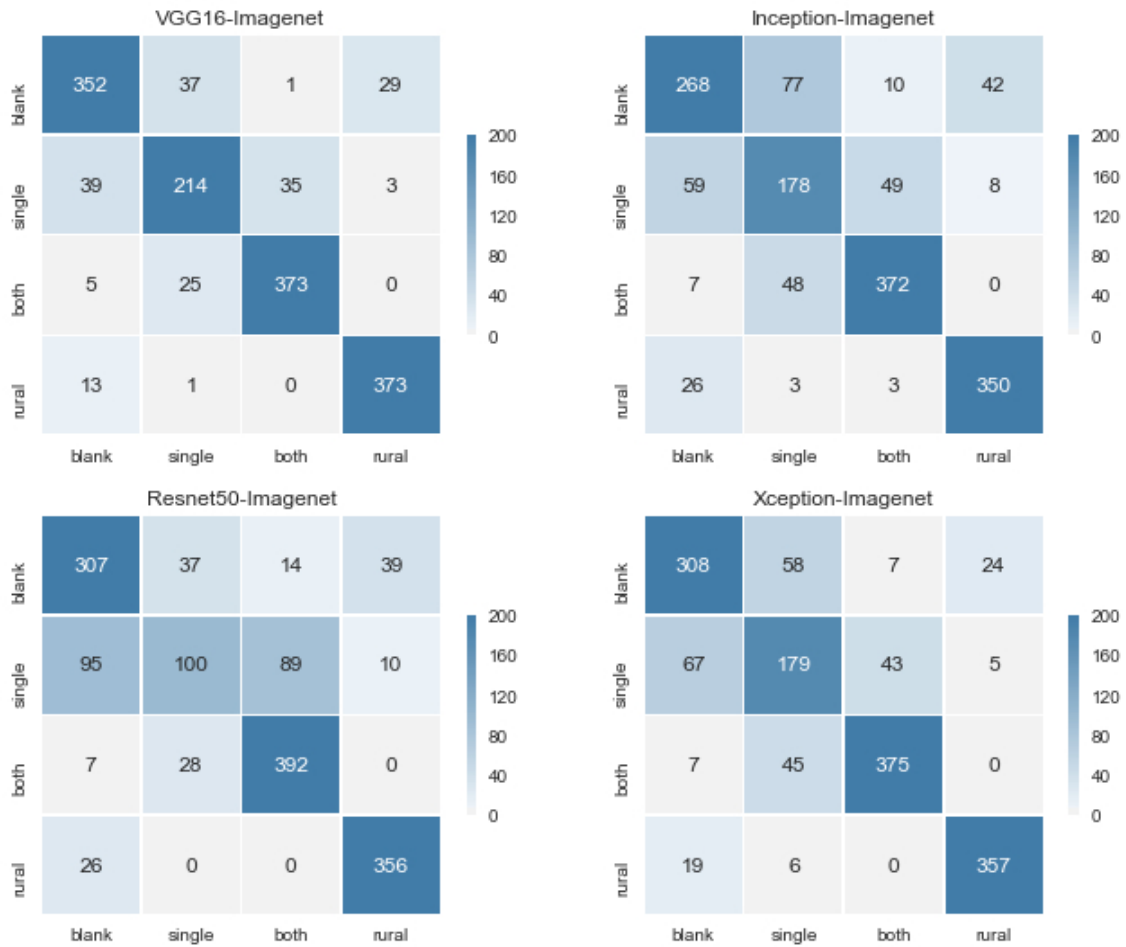 VGG16-Imagenet
Inception-Imagenet
blank 352 37 1 29
single 39 214 35 3
both 5 25 373 0
rural 13 1 0 373
blank single both rural
200
160
120
80
40
0
blank 268 77 10 42
single 59 178 49 8
both 7 48 372 0
rural 26 3 3 350
blank single both rural
200
160
120
80
40
0
Resnet50-Imagenet
Xception-Imagenet
blank 307 37 14 39
single 95 100 89 10
both 7 28 392 0
rural 26 0 0 356
blank single both rural
200
160
120
80
40
0
blank 308 58 7 24
single 67 179 43 5
both 7 45 375 0
rural 19 6 0 357
blank single both rural
200
160
120
80
40
0